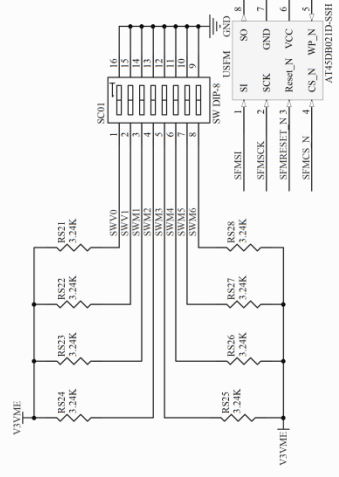 V3VME
RS24
3.24K
RS23
3.24K
RS22
3.24K
RS21
3.24K
SWV0
SWV1
SWM1
SWM2
SWM3
SWM4
SWM5
SWM6
V3VME
RS25
3.24K
RS26
3.24K
RS27
3.24K
RS28
3.24K
SC01
1 16
2 15
3 14
4 13
5 12
6 11
7 10
8 9
SW DIP-8
GND
USFM
SFMSI 1 SI SO 8
SFMSCK 2 SCK GND 7
SFMRESET_N 3 Reset_N VCC 6
SFMCS_N 4 CS_N WP_N 5
AT45DB021D-SSH